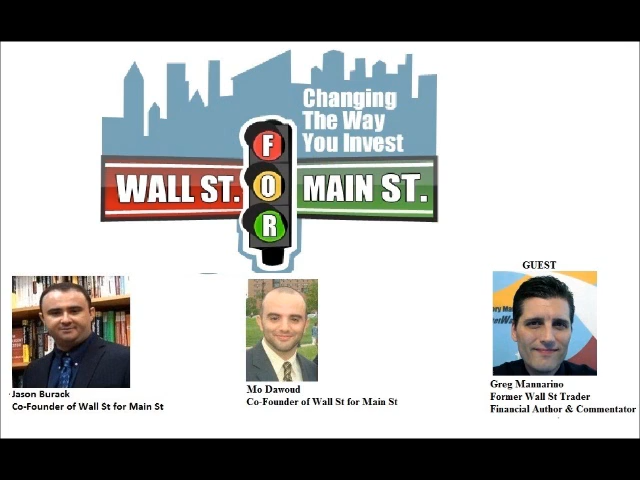 Changing
The Way
You Invest
WALL ST. FOR MAIN ST.
GUEST
Jason Burack
Co-Founder of Wall St for Main St
Mo Dawoud
Co-Founder of Wall St for Main St
Greg Mannarino
Former Wall St Trader
Financial Author & Commentator